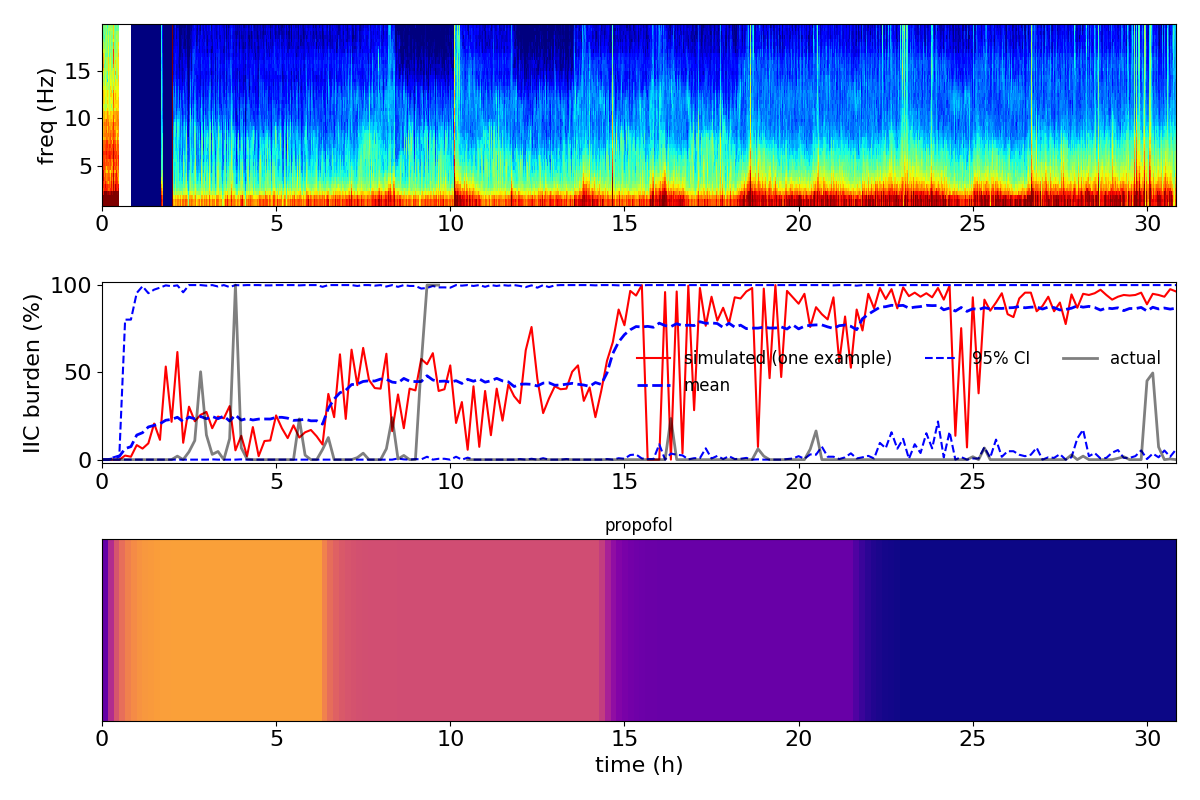 freq (Hz)
15
10
5
0 5 10 15 20 25 30
IIC burden (%)
100
50
0
simulated (one example) 95% CI actual
mean
0 5 10 15 20 25 30
propofol
0 5 10 15 20 25 30
time (h)